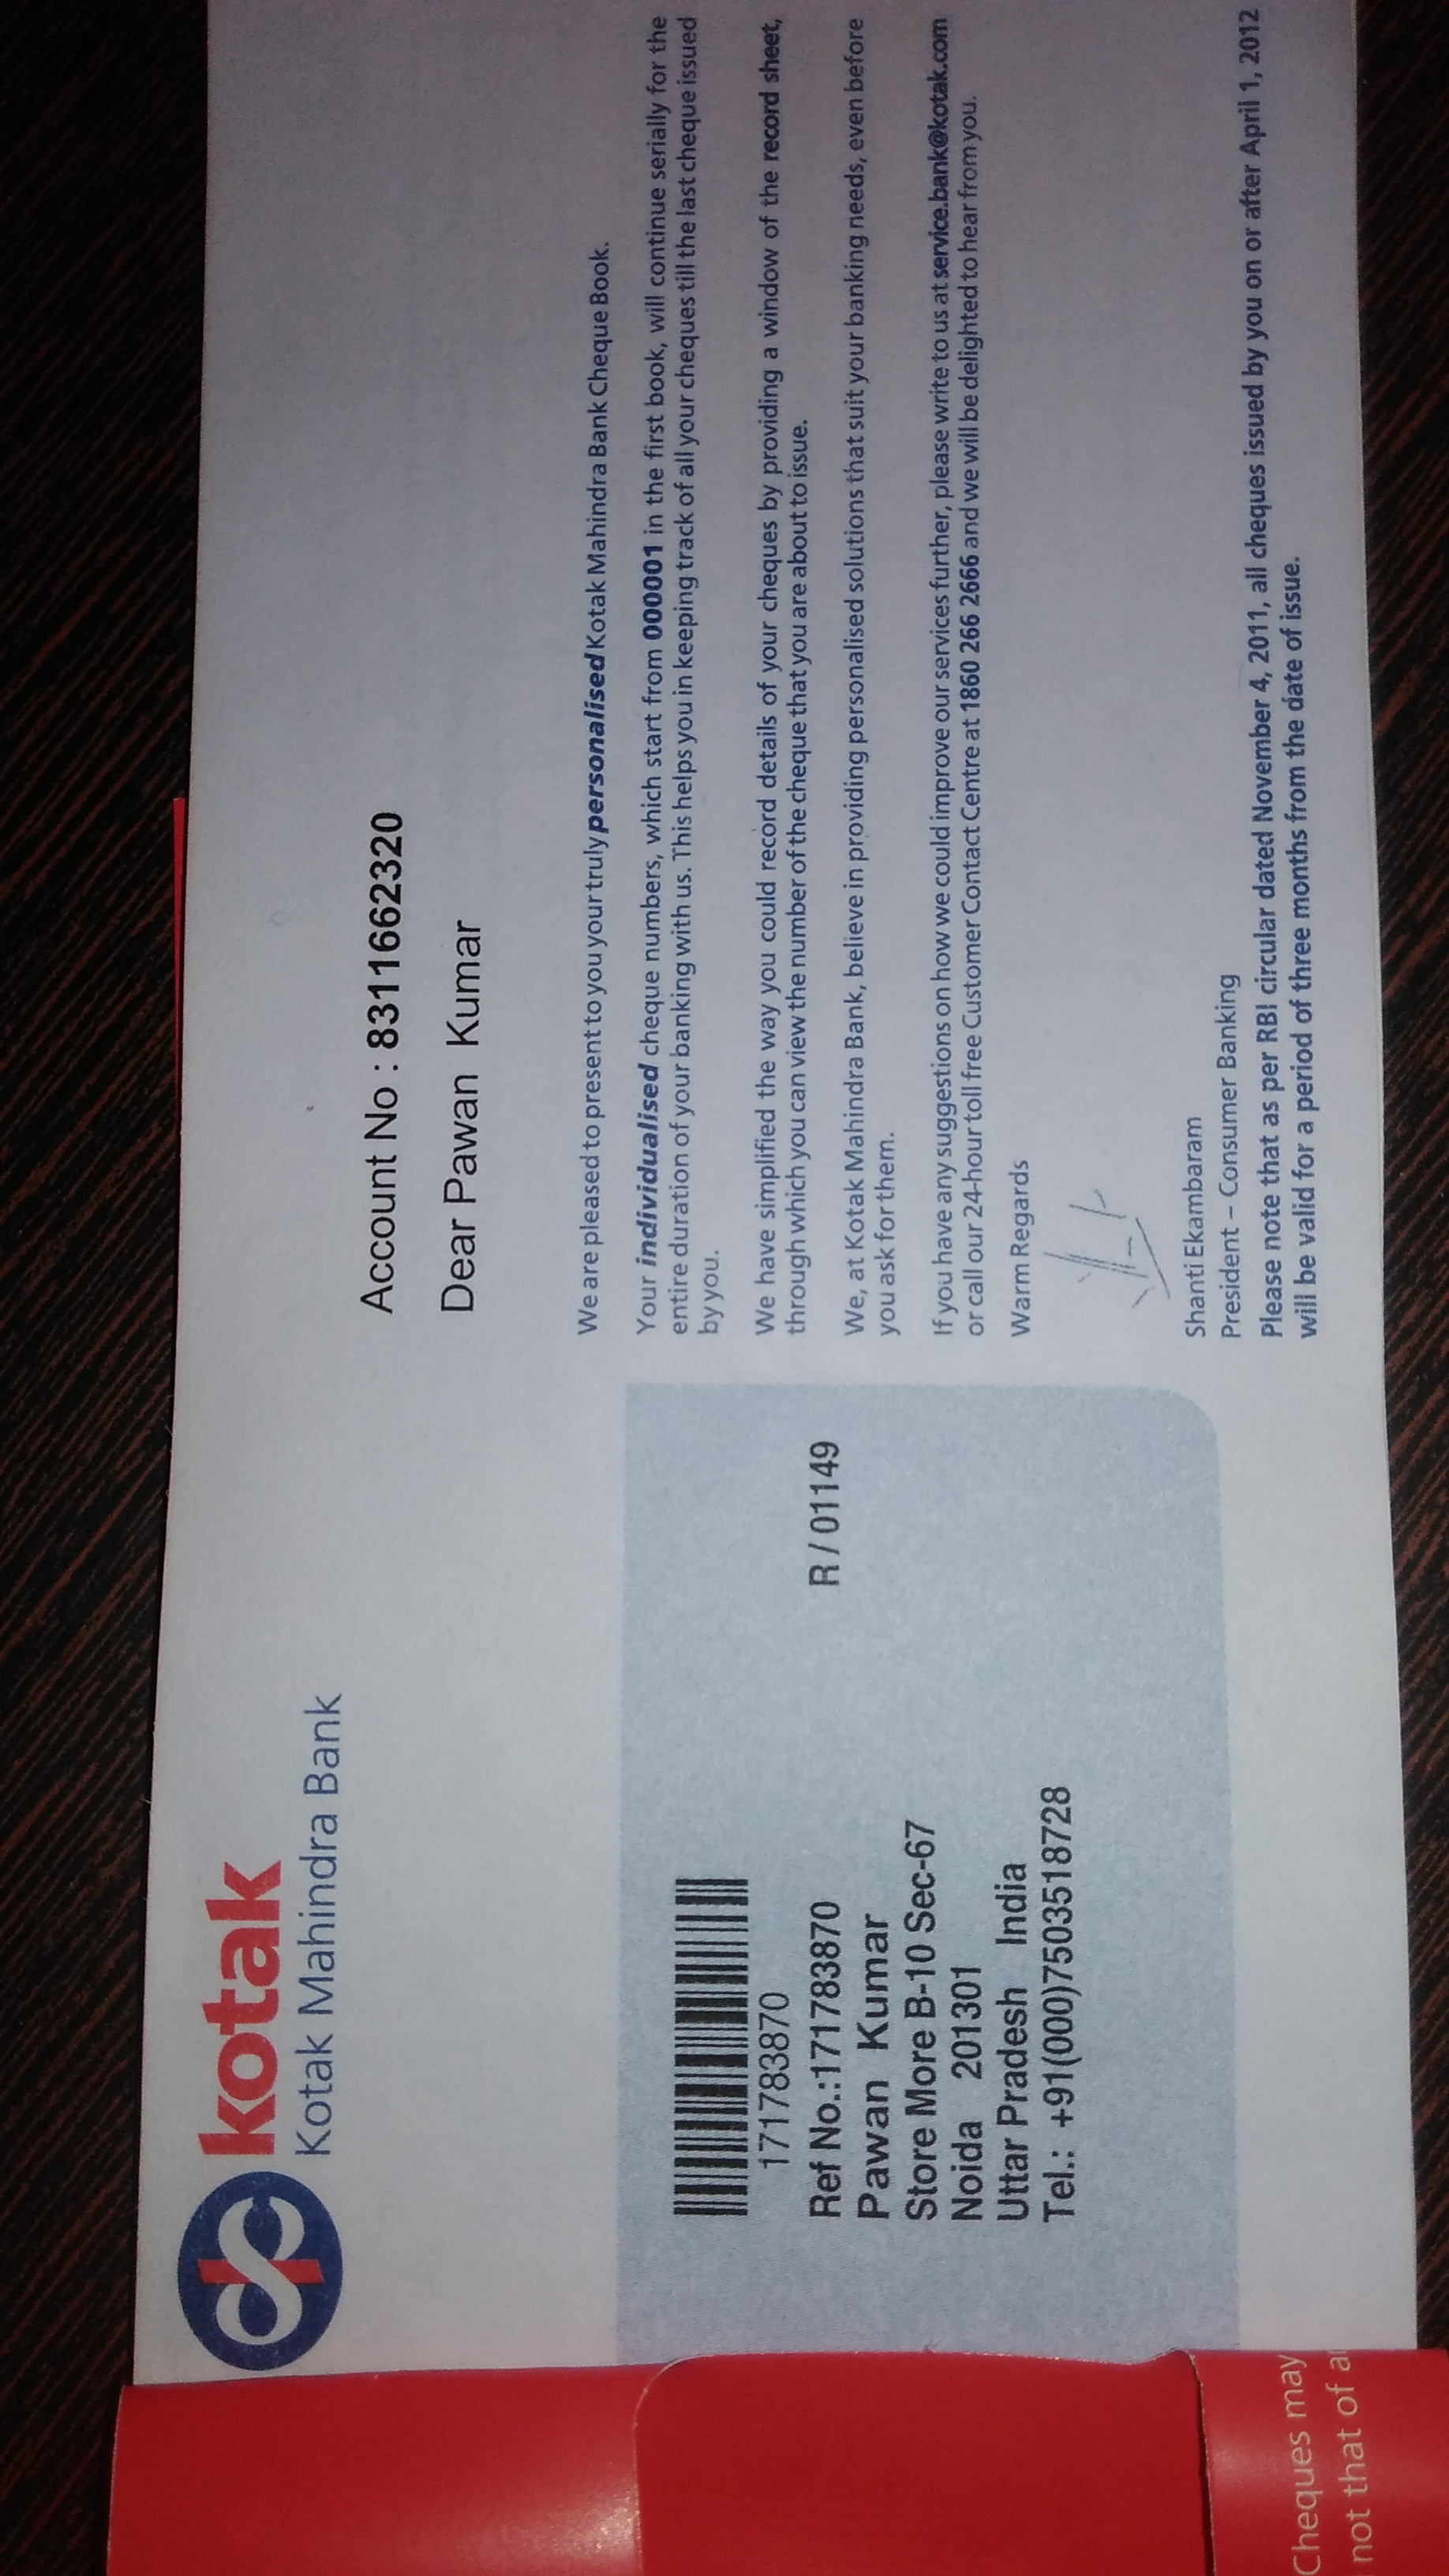 kotak
Kotak Mahindra Bank
Account No : 8311662320
Dear Pawan Kumar
We are pleased to present to you your truly personalised Kotak Mahindra Bank Cheque Book.
Your individualised cheque numbers, which start from 000001 in the first book, will continue serially for the
entire duration of your banking with us. This helps you in keeping track of all your cheques till the last cheque issued
by you.
We have simplified the way you could record details of your cheques by providing a window of the record sheet,
through which you can view the number of the cheque that you are about to issue.
We, at Kotak Mahindra Bank, believe in providing personalised solutions that suit your banking needs, even before
you ask for them.
If you have any suggestions on how we could improve our services further, please write to us at service.bank@kotak.com
or call our 24-hour toll free Customer Contact Centre at 1860 266 2666 and we will be delighted to hear from you.
Warm Regards
Shanti Ekambaram
President – Consumer Banking
Please note that as per RBI circular dated November 4, 2011, all cheques issued by you on or after April 1, 2012
will be valid for a period of three months from the date of issue.
171783870
R / 01149
Ref No.:171783870
Pawan Kumar
Store More B-10 Sec-67
Noida 201301
Uttar Pradesh India
Tel.: +91(000)7503518728
Cheques may
not that of a